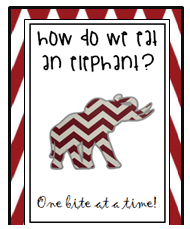 how do we eat
an elephant?
One bite at a time!